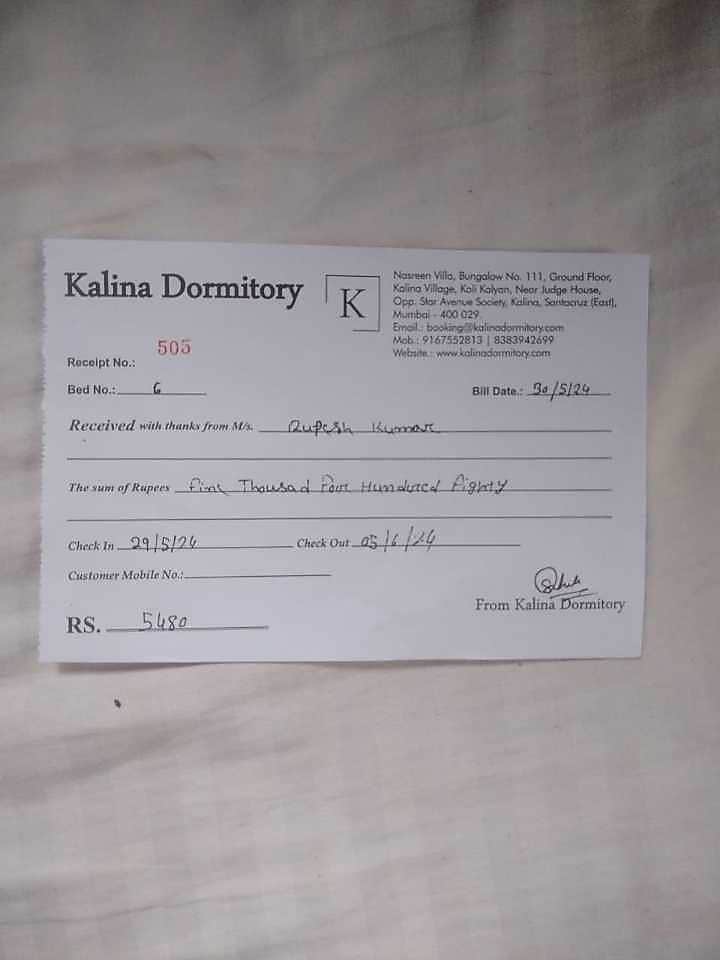 Kalina Dormitory
K
Nasreen Villa, Bungalow No. 111, Ground Floor,
Kalina Village, Koli Kalyan, Near Judge House,
Opp. Star Avenue Society, Kalina, Santacruz (East),
Mumbai - 400 029.
Email.: booking@kalinadormitory.com
Mob.: 9167552813 | 8383942699
Website.: www.kalinadormitory.com
Receipt No.: 505
Bed No.: 6
Bill Date.: 30/5/24
Received with thanks from M/s. Rupesh Kumar
The sum of Rupees Five Thousad Four Hundured Eighty
Check In 29/5/24 Check Out 05/6/24
Customer Mobile No.:
From Kalina Dormitory
RS. 5480